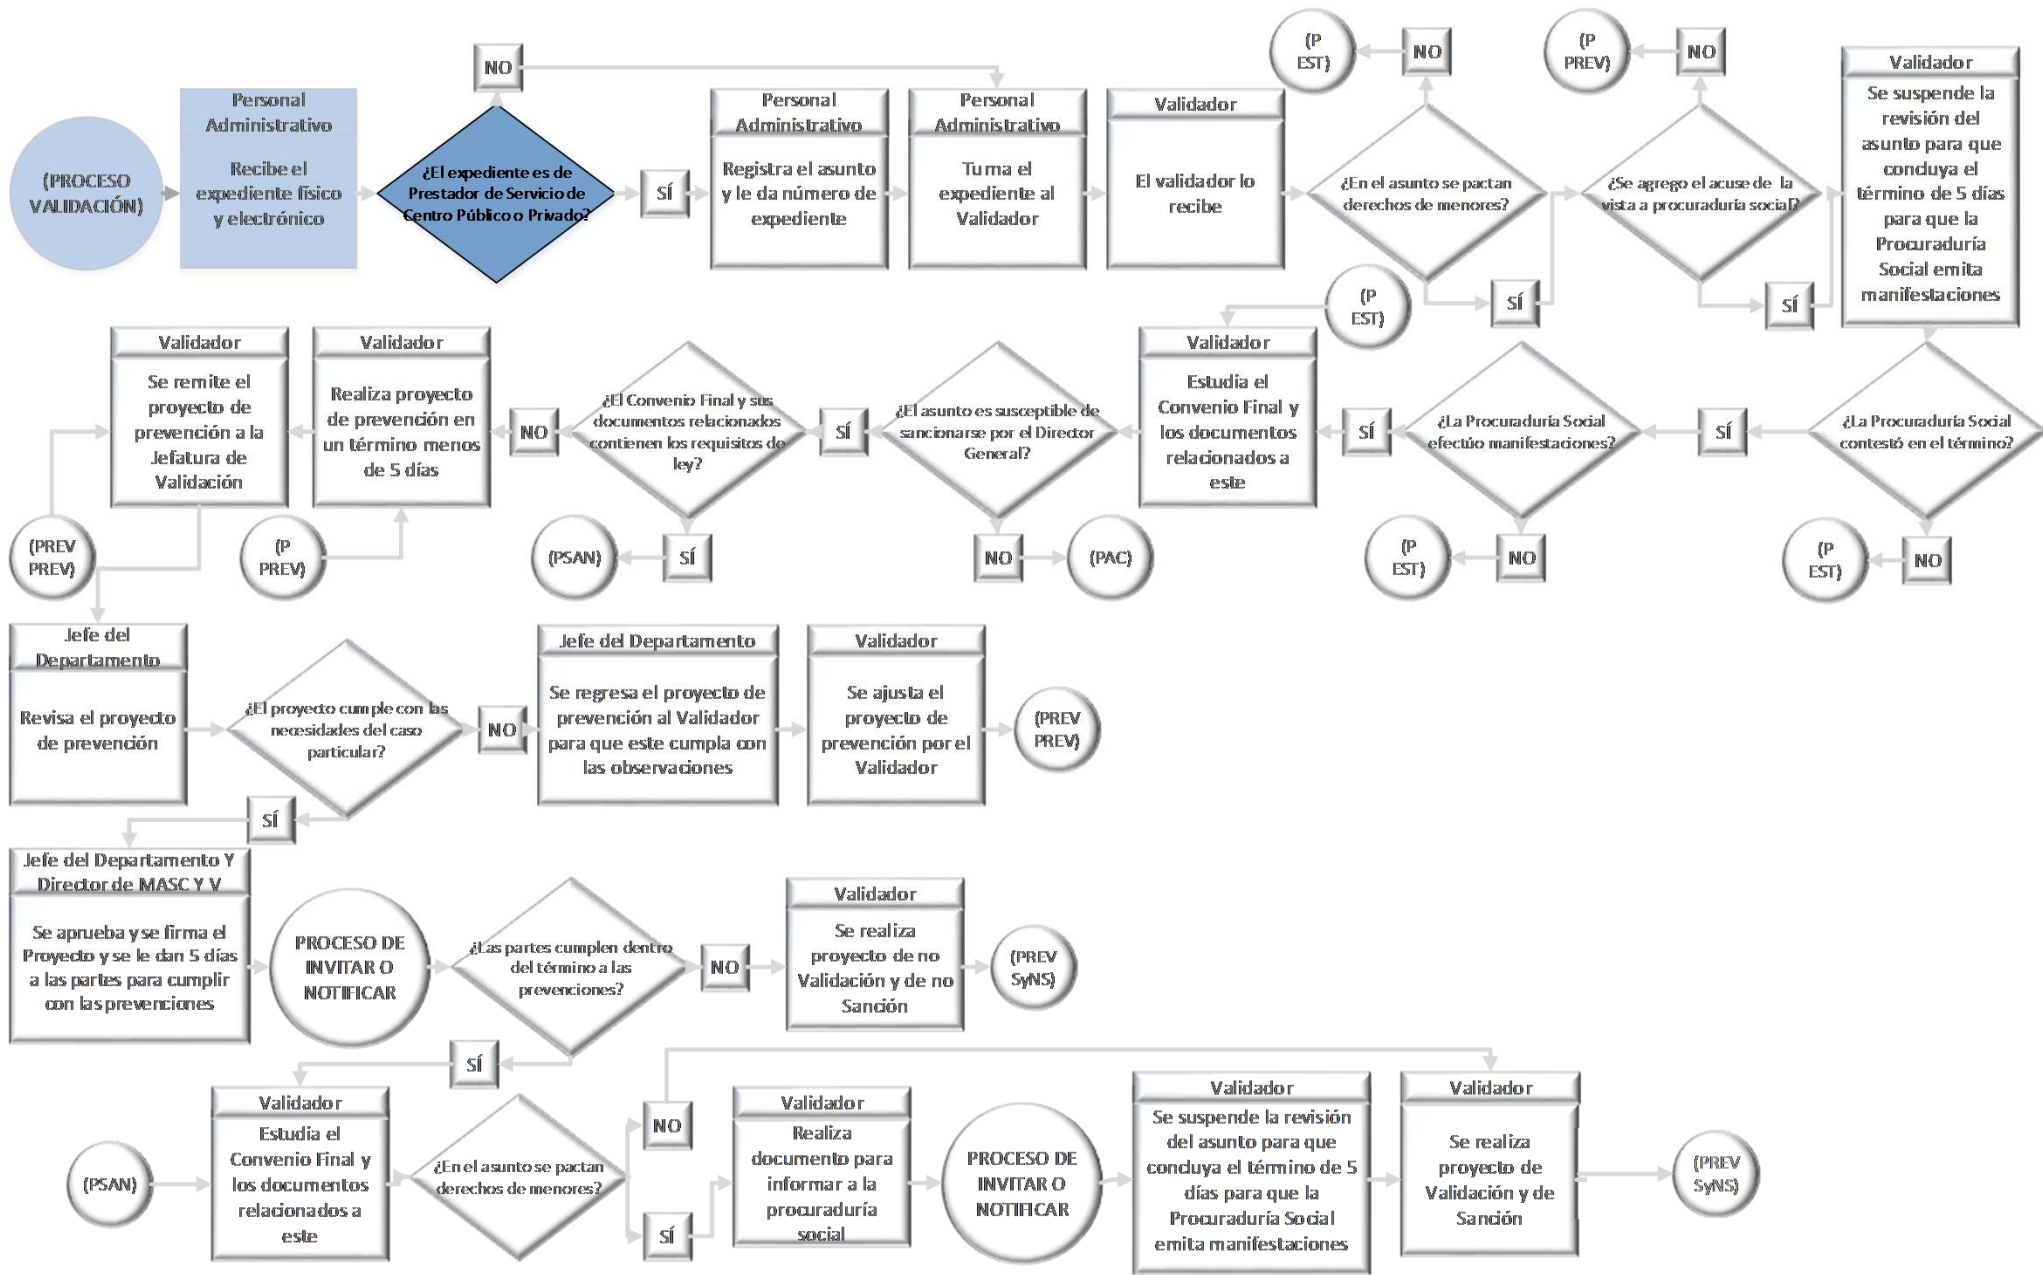 (PROCESO
VALIDACIÓN)
Personal
Administrativo
Recibe el
expediente físico
y electrónico
¿El expediente es de
Prestador de Servicio de
Centro Público o Privado?
NO
SÍ
Personal
Administrativo
Registra el asunto
y le da número de
expediente
Personal
Administrativo
Turna el
expediente al
Validador
Validador
El validador lo
recibe
¿En el asunto se pactan
derechos de menores?
NO
(P
EST)
SÍ
¿Se agrego el acuse de la
vista a procuraduría social?
NO
(P
PREV)
SÍ
Validador
Se suspende la
revisión del
asunto para que
concluya el
término de 5 días
para que la
Procuraduría
Social emita
manifestaciones
¿La Procuraduría Social
contestó en el término?
NO
(P
EST)
SÍ
¿La Procuraduría Social
efectúo manifestaciones?
NO
(P
EST)
SÍ
(P
EST)
Validador
Estudia el
Convenio Final y
los documentos
relacionados a
este
¿El asunto es susceptible de
sancionarse por el Director
General?
NO
(PAC)
SÍ
¿El Convenio Final y sus
documentos relacionados
contienen los requisitos de
ley?
SÍ
(PSAN)
NO
Validador
Realiza proyecto
de prevención en
un término menos
de 5 días
(P
PREV)
Validador
Se remite el
proyecto de
prevención a la
Jefatura de
Validación
(PREV
PREV)
Jefe del
Departamento
Revisa el proyecto
de prevención
¿El proyecto cumple con las
necesidades del caso
particular?
NO
Jefe del Departamento
Se regresa el proyecto de
prevención al Validador
para que este cumpla con
las observaciones
Validador
Se ajusta el
proyecto de
prevención por el
Validador
(PREV
PREV)
SÍ
Jefe del Departamento Y
Director de MASC Y V
Se aprueba y se firma el
Proyecto y se le dan 5 días
a las partes para cumplir
con las prevenciones
PROCESO DE
INVITAR O
NOTIFICAR
¿Las partes cumplen dentro
del término a las
prevenciones?
NO
Validador
Se realiza
proyecto de no
Validación y de no
Sanción
(PREV
SyNS)
SÍ
(PSAN)
Validador
Estudia el
Convenio Final y
los documentos
relacionados a
este
¿En el asunto se pactan
derechos de menores?
NO
SÍ
Validador
Realiza
documento para
informar a la
procuraduría
social
PROCESO DE
INVITAR O
NOTIFICAR
Validador
Se suspende la revisión
del asunto para que
concluya el término de 5
días para que la
Procuraduría Social
emita manifestaciones
Validador
Se realiza
proyecto de
Validación y de
Sanción
(PREV
SyNS)